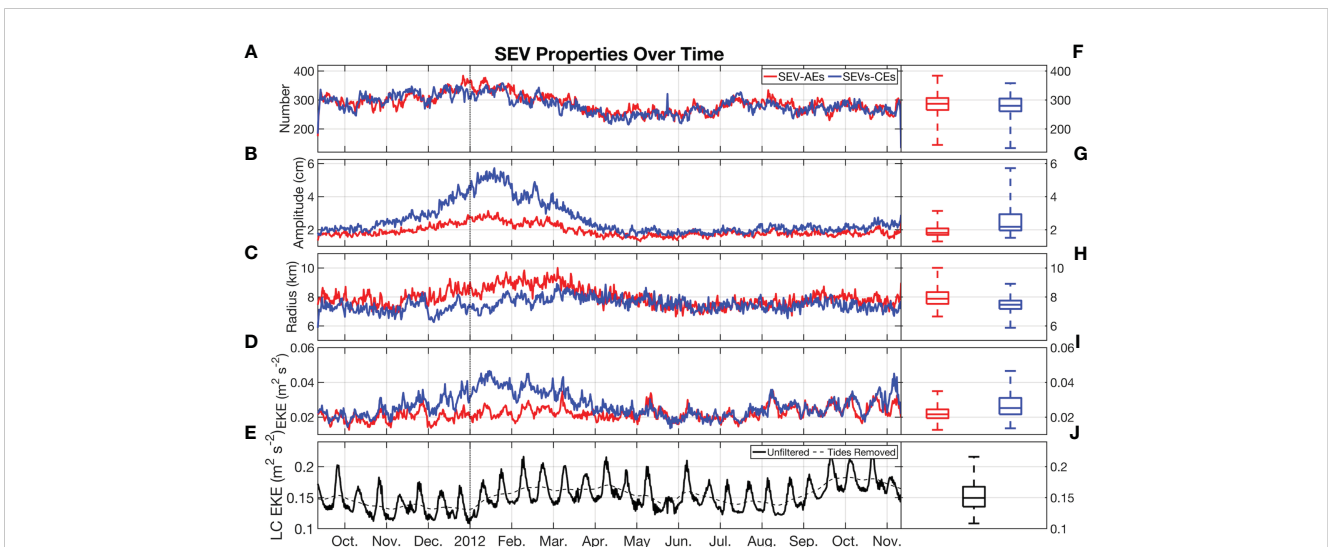 SEV Properties Over Time
A
F
SEV-AEs SEVs-CEs
Number
400
300
200
400
300
200
B
G
Amplitude (cm)
6
4
2
6
4
2
C
H
Radius (km)
10
8
6
10
8
6
D
I
EKE (m² s⁻²)
0.06
0.04
0.02
0.06
0.04
0.02
E
J
LC EKE (m² s⁻²)
Unfiltered Tides Removed
0.2
0.15
0.1
0.2
0.15
0.1
Oct. Nov. Dec. 2012 Feb. Mar. Apr. May Jun. Jul. Aug. Sep. Oct. Nov.